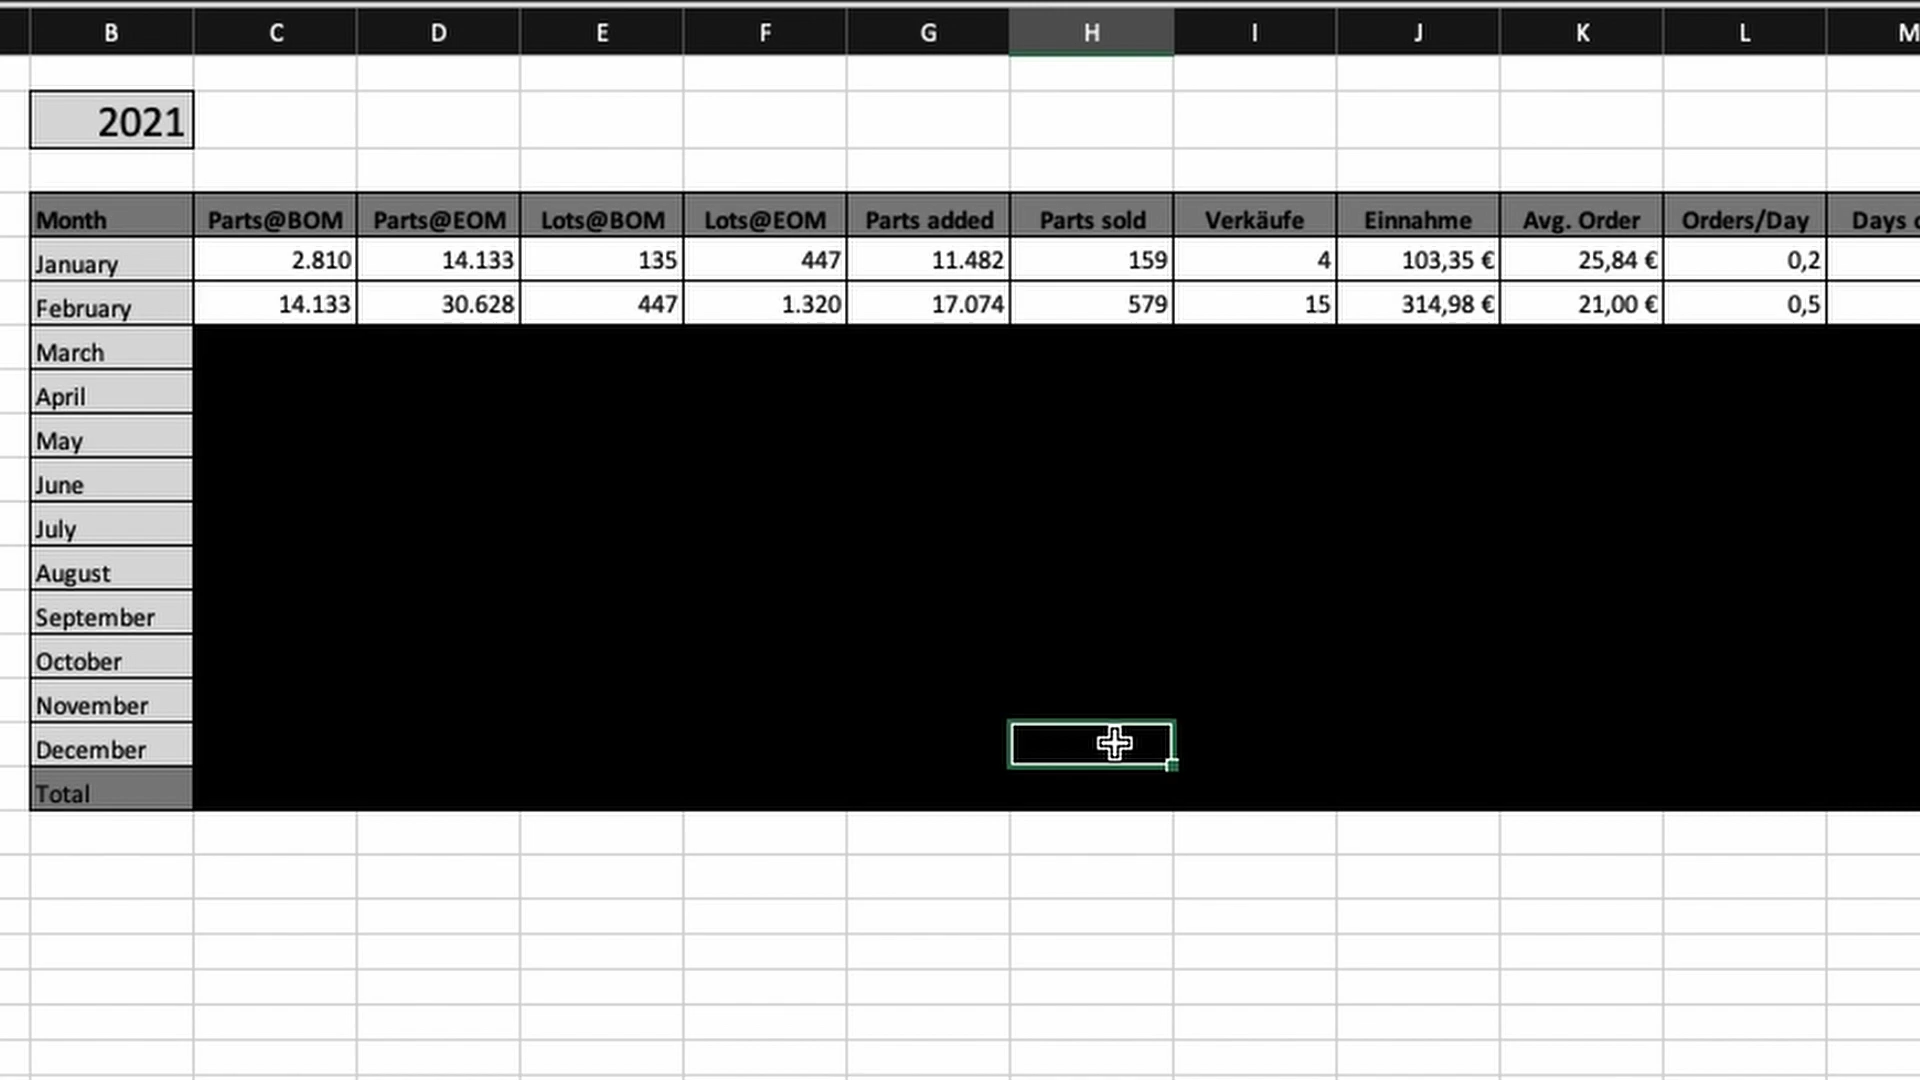 B C D E F G H I J K L M
2021
Month Parts@BOM Parts@EOM Lots@BOM Lots@EOM Parts added Parts sold Verkäufe Einnahme Avg. Order Orders/Day Days
January 2.810 14.133 135 447 11.482 159 4 103,35 € 25,84 € 0,2
February 14.133 30.628 447 1.320 17.074 579 15 314,98 € 21,00 € 0,5
March
April
May
June
July
August
September
October
November
December
Total